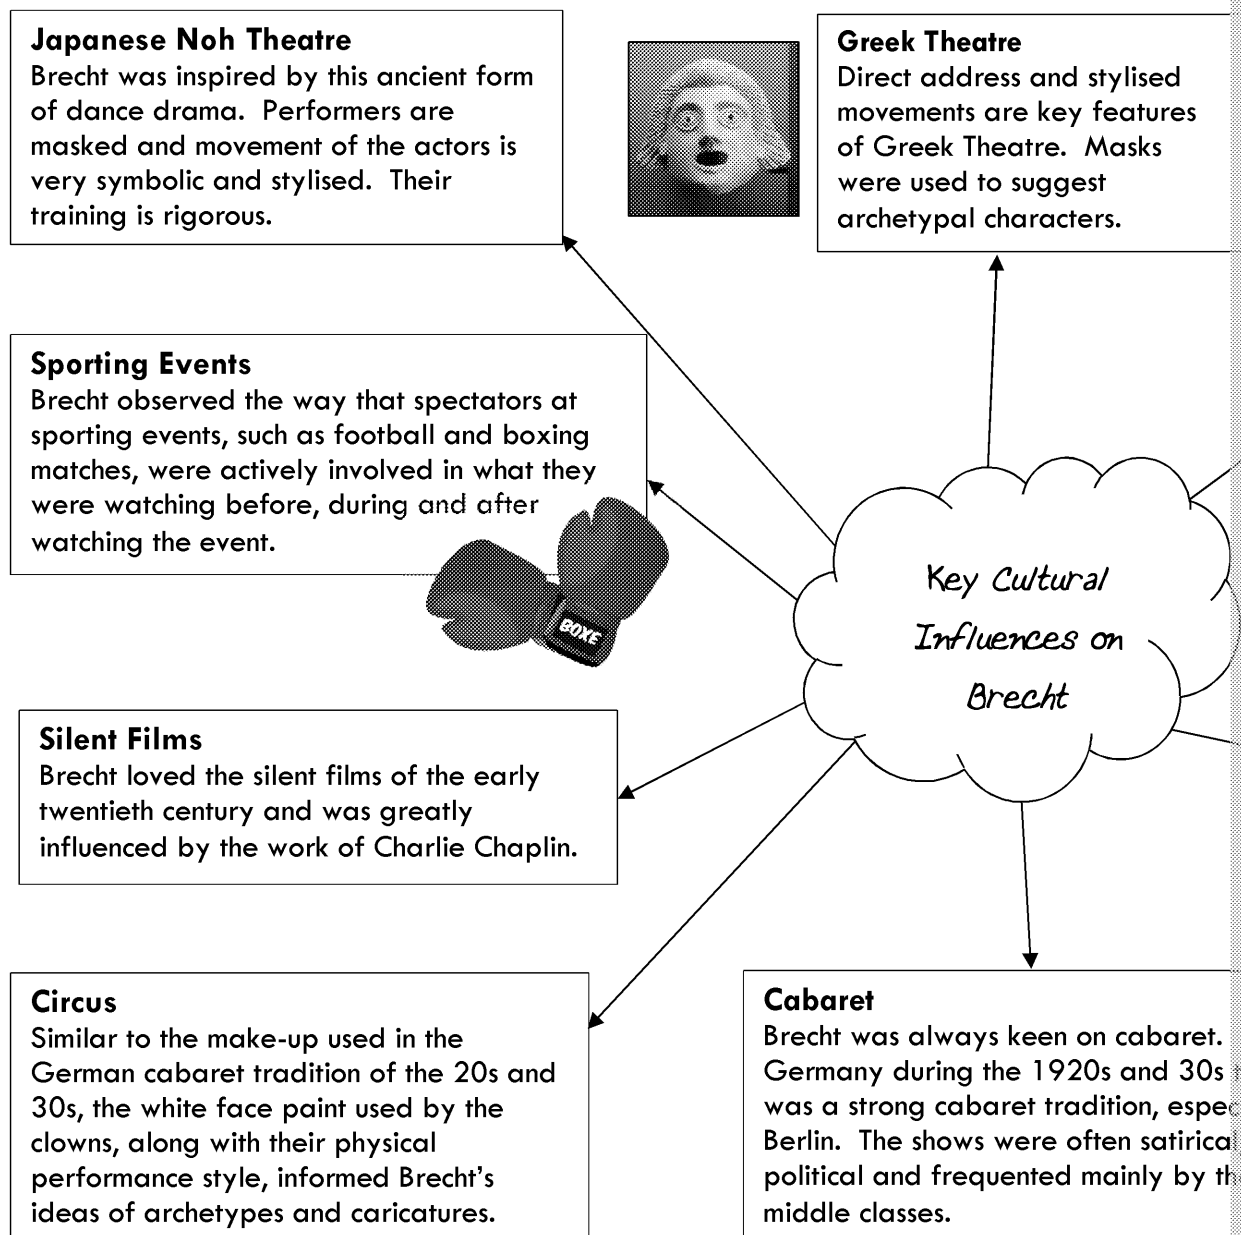 Japanese Noh Theatre
Brecht was inspired by this ancient form
of dance drama.  Performers are
masked and movement of the actors is
very symbolic and stylised.  Their
training is rigorous.
Greek Theatre
Direct address and stylised
movements are key features
of Greek Theatre.  Masks
were used to suggest
archetypal characters.
Sporting Events
Brecht observed the way that spectators at
sporting events, such as football and boxing
matches, were actively involved in what they
were watching before, during and after
watching the event.
BOXE
Key Cultural
Influences on
Brecht
Silent Films
Brecht loved the silent films of the early
twentieth century and was greatly
influenced by the work of Charlie Chaplin.
Circus
Similar to the make-up used in the
German cabaret tradition of the 20s and
30s, the white face paint used by the
clowns, along with their physical
performance style, informed Brecht's
ideas of archetypes and caricatures.
Cabaret
Brecht was always keen on cabaret.
Germany during the 1920s and 30s
was a strong cabaret tradition,
Berlin.  The shows were often satirical
political and frequented mainly by
middle classes.